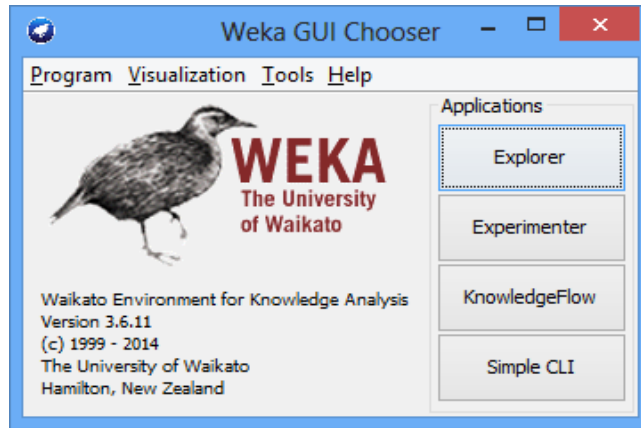 Weka GUI Chooser
Program Visualization Tools Help
WEKA
The University
of Waikato
Waikato Environment for Knowledge Analysis
Version 3.6.11
(c) 1999 - 2014
The University of Waikato
Hamilton, New Zealand
Applications
Explorer
Experimenter
KnowledgeFlow
Simple CLI